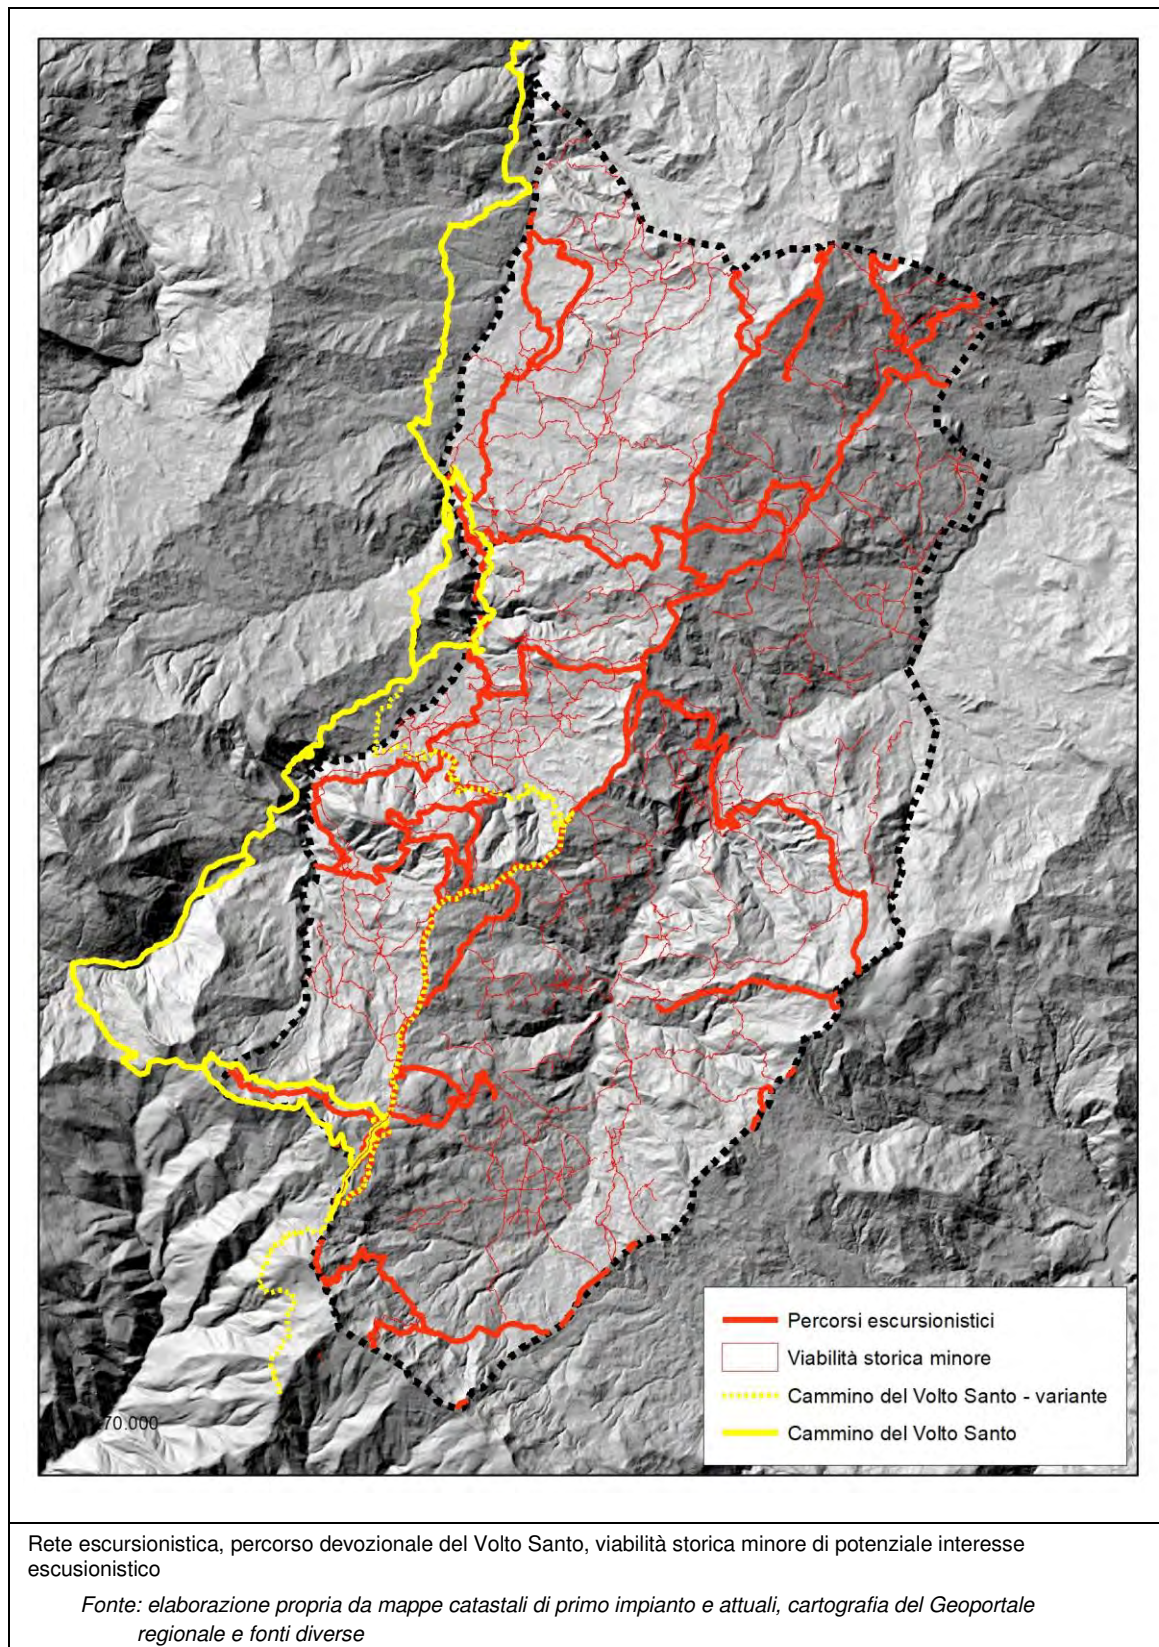 Percorsi escursionistici
Viabilità storica minore
Cammino del Volto Santo - variante
Cammino del Volto Santo
70.000
Rete escursionistica, percorso devozionale del Volto Santo, viabilità storica minore di potenziale interesse
escusionistico
Fonte: elaborazione propria da mappe catastali di primo impianto e attuali, cartografia del Geoportale
regionale e fonti diverse